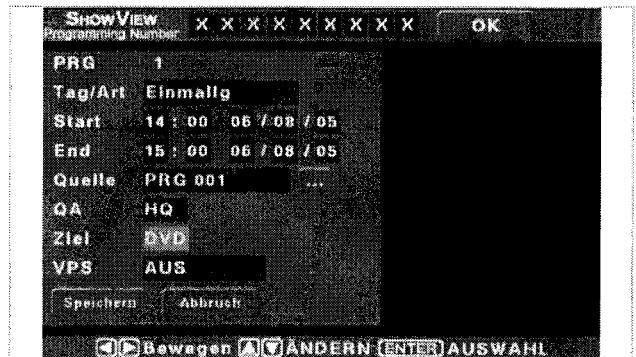 SHOWVIEW X X X X X X X X X OK
Programming Number
PRG 1
Tag/Art Einmalig
Start 14 : 00 06 / 08 / 05
End 15 : 00 06 / 08 / 05
Quelle PRG 001 ...
QA HQ
Ziel DVD
VPS AUS
Speichern Abbruch
Bewegen ÄNDERN ENTER AUSWAHL